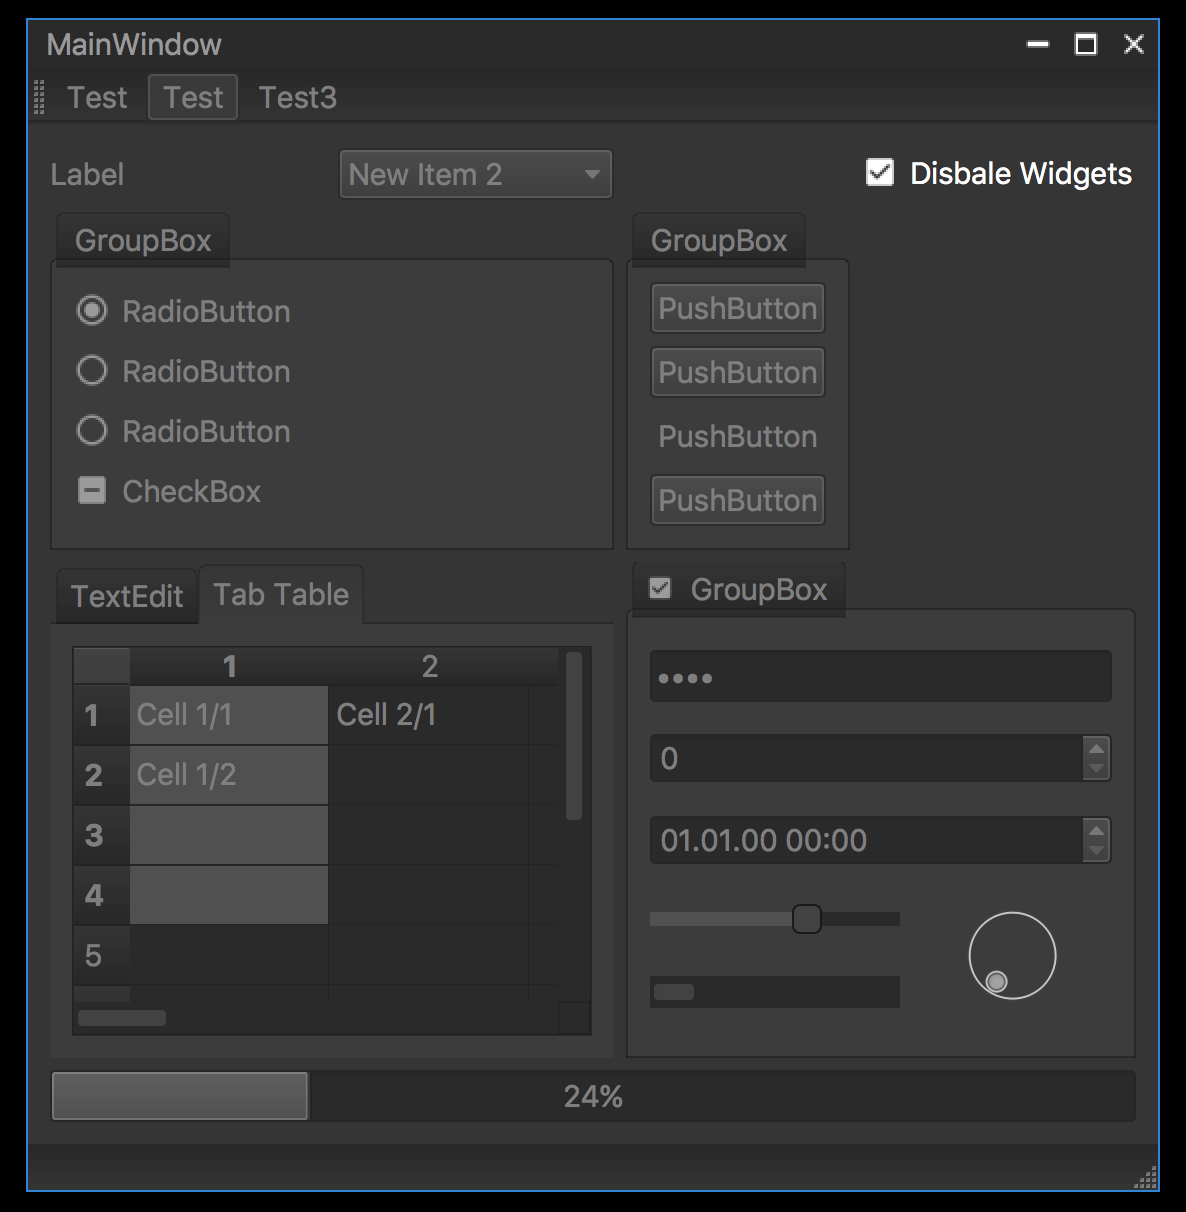 MainWindow
Test Test Test3
Label New Item 2 Disbale Widgets
GroupBox
RadioButton
RadioButton
RadioButton
CheckBox
GroupBox
PushButton
PushButton
PushButton
PushButton
TextEdit Tab Table
1 2
1 Cell 1/1 Cell 2/1
2 Cell 1/2
3
4
5
GroupBox
0
01.01.00 00:00
24%